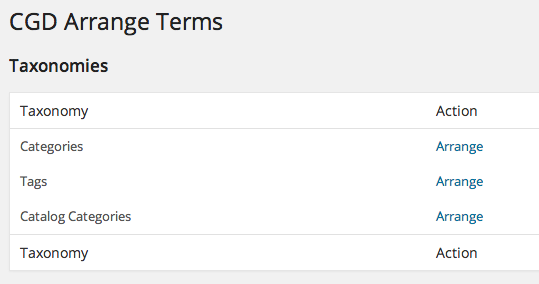 CGD Arrange Terms
Taxonomies
Taxonomy Action
Categories Arrange
Tags Arrange
Catalog Categories Arrange
Taxonomy Action